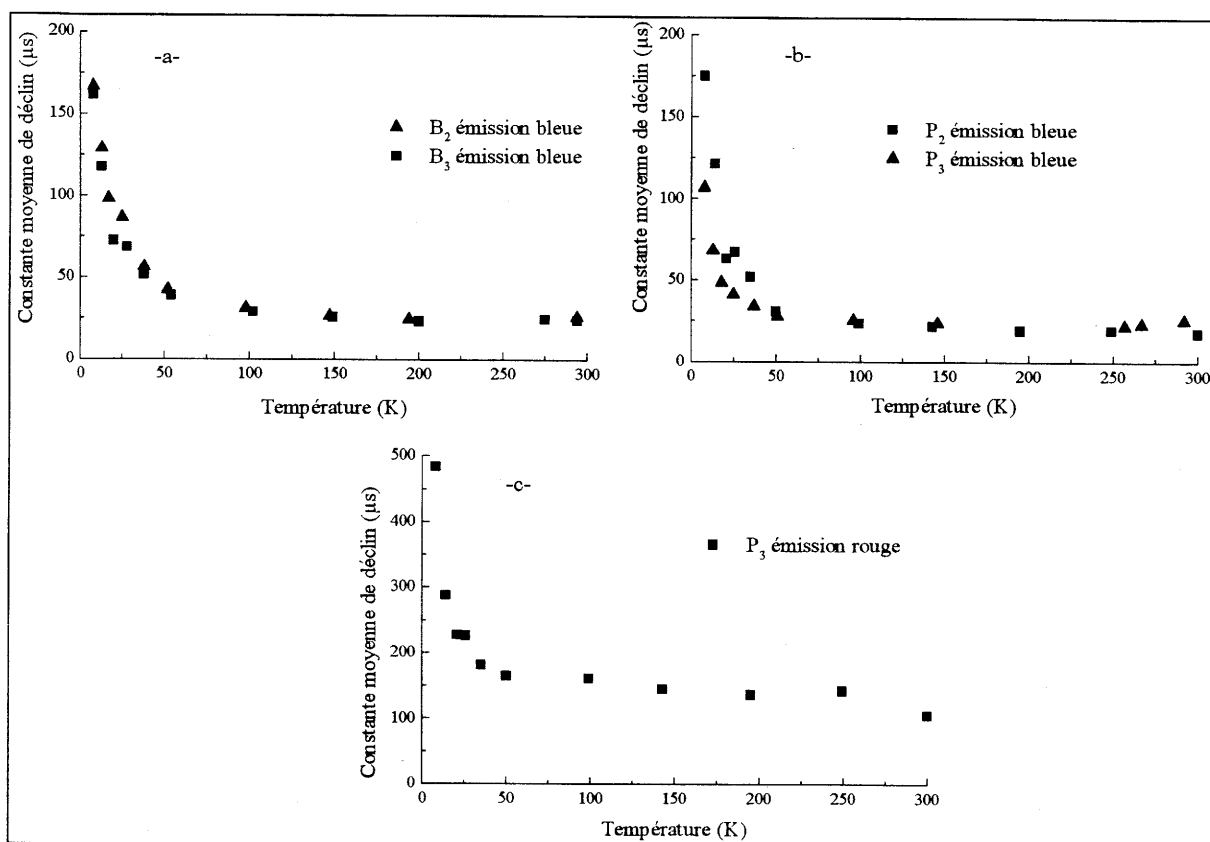 -a-
Constante moyenne de déclin (µs)
200
150
100
50
0
B2 émission bleue
B3 émission bleue
0 50 100 150 200 250 300
Température (K)
-b-
Constante moyenne de déclin (µs)
200
150
100
50
0
P2 émission bleue
P3 émission bleue
0 50 100 150 200 250 300
Température (K)
-c-
Constante moyenne de déclin (µs)
500
400
300
200
100
0
P3 émission rouge
0 50 100 150 200 250 300
Température (K)